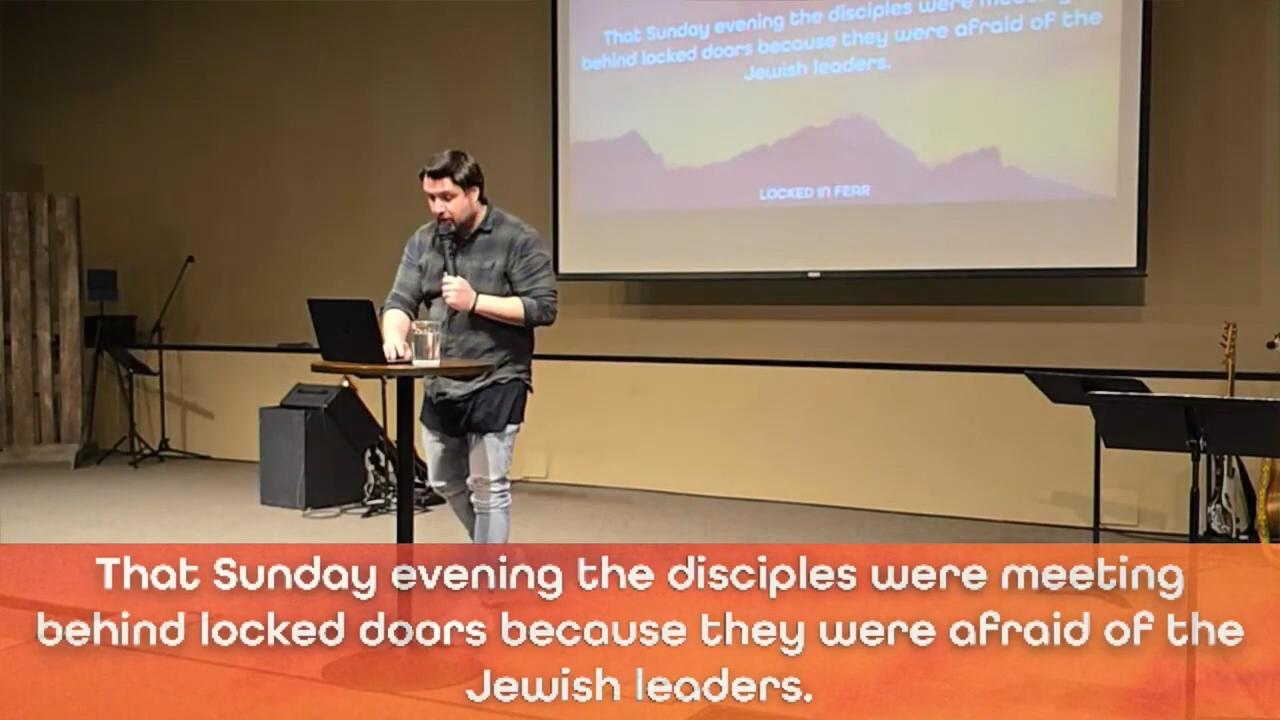 That Sunday evening the disciples were meeting
behind locked doors because they were afraid of the
Jewish leaders.
LOCKED IN FEAR
That Sunday evening the disciples were meeting
behind locked doors because they were afraid of the
Jewish leaders.